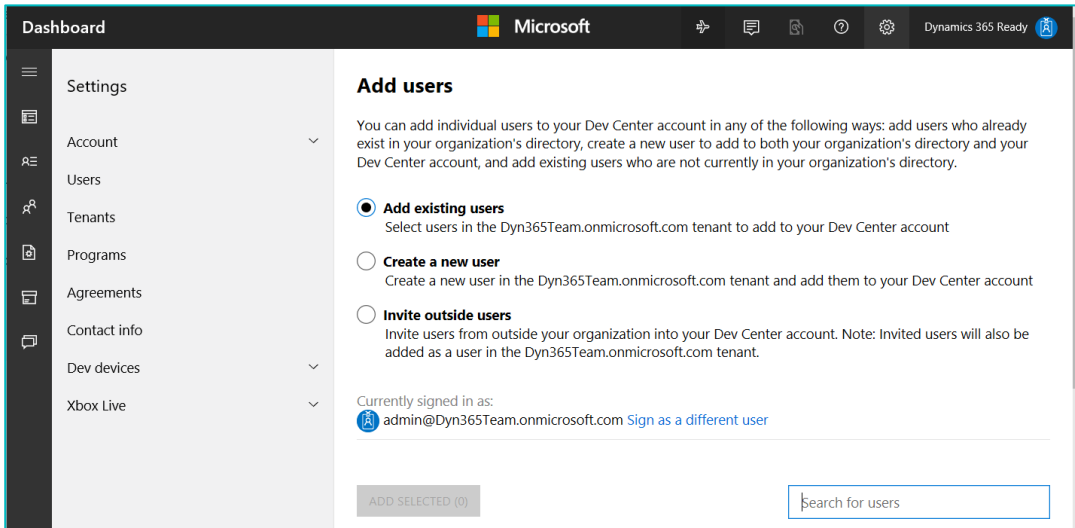 Dashboard
Microsoft
Dynamics 365 Ready
Settings
Account
Users
Tenants
Programs
Agreements
Contact info
Dev devices
Xbox Live
Add users
You can add individual users to your Dev Center account in any of the following ways: add users who already
exist in your organization's directory, create a new user to add to both your organization's directory and your
Dev Center account, and add existing users who are not currently in your organization's directory.
Add existing users
Select users in the Dyn365Team.onmicrosoft.com tenant to add to your Dev Center account
Create a new user
Create a new user in the Dyn365Team.onmicrosoft.com tenant and add them to your Dev Center account
Invite outside users
Invite users from outside your organization into your Dev Center account. Note: Invited users will also be
added as a user in the Dyn365Team.onmicrosoft.com tenant.
Currently signed in as:
admin@Dyn365Team.onmicrosoft.com Sign as a different user
ADD SELECTED (0)
Search for users